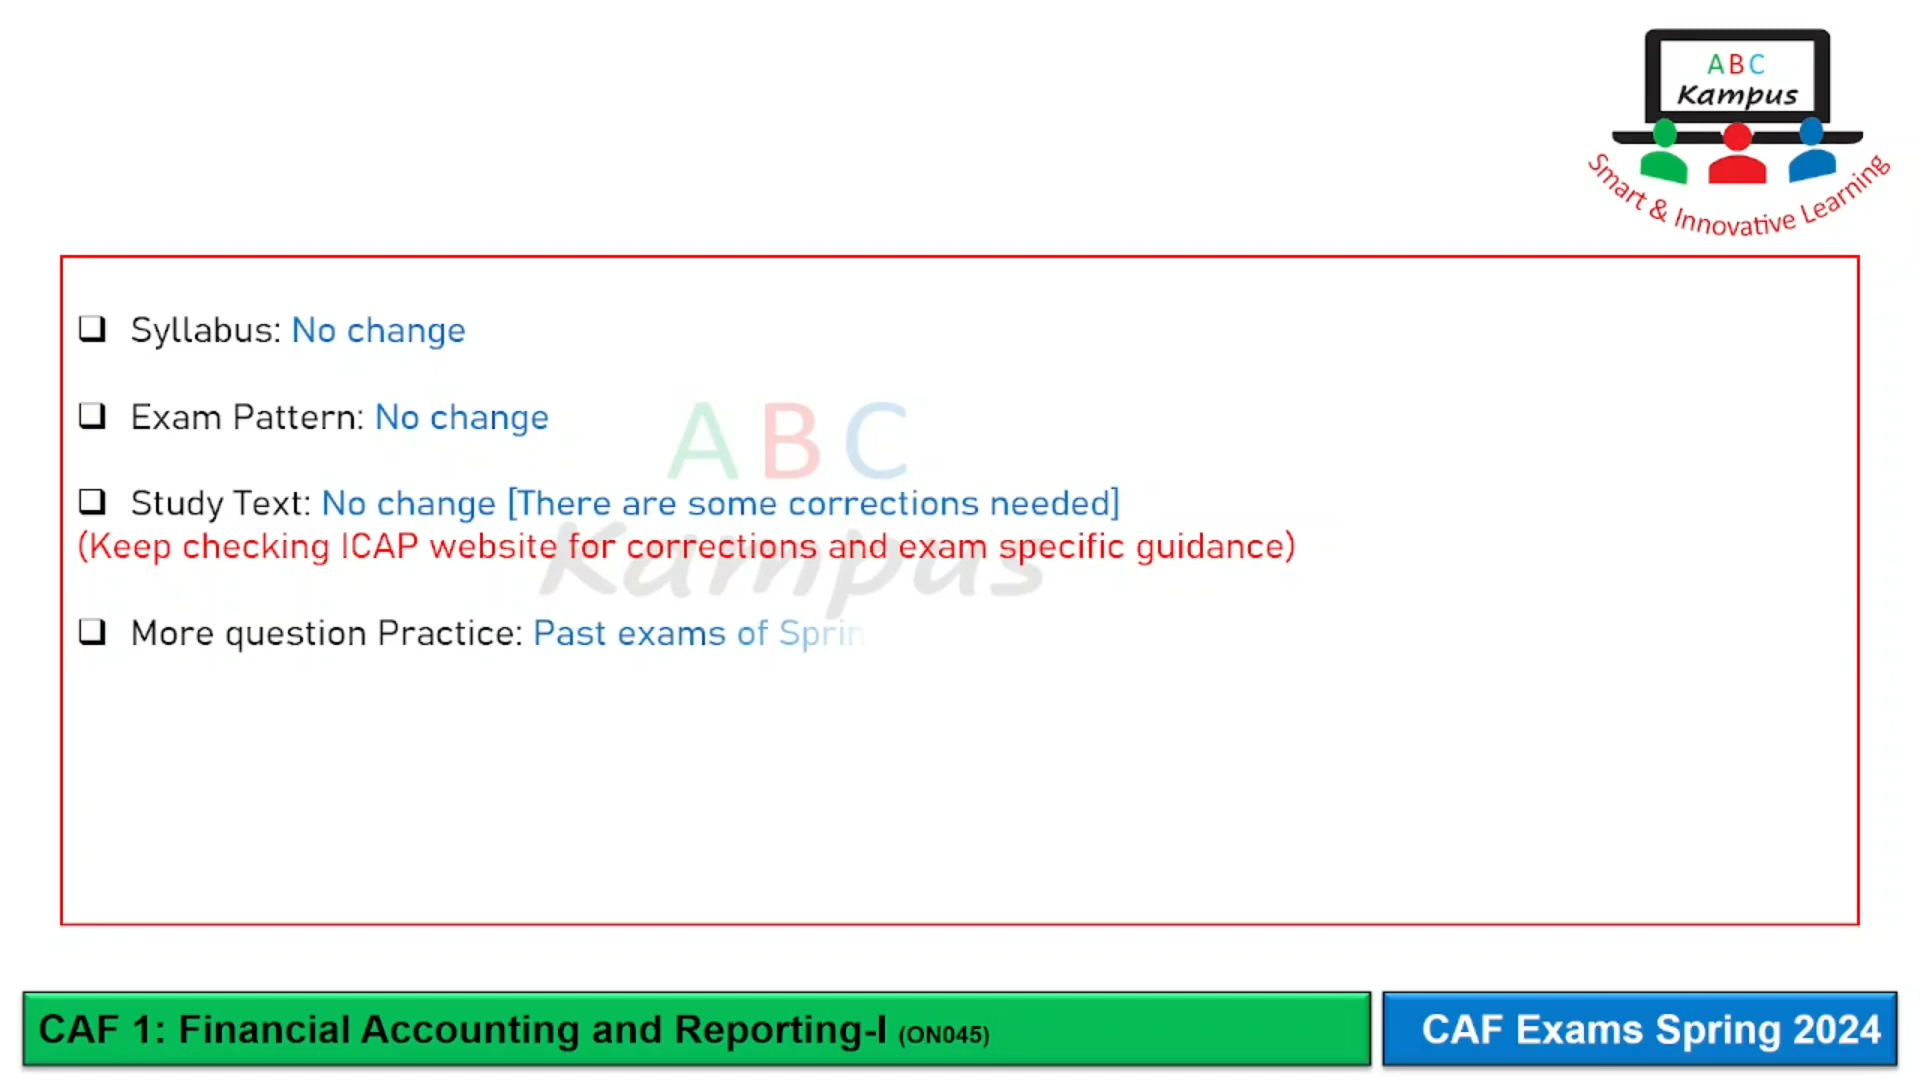 ABC
Kampus
Smart & Innovative Learning
Syllabus: No change
Exam Pattern: No change
ABC
Study Text: No change [There are some corrections needed]
(Keep checking ICAP website for corrections and exam specific guidance)
Kampus
More question Practice: Past exams of
CAF 1: Financial Accounting and Reporting-I (ON045)
CAF Exams Spring 2024